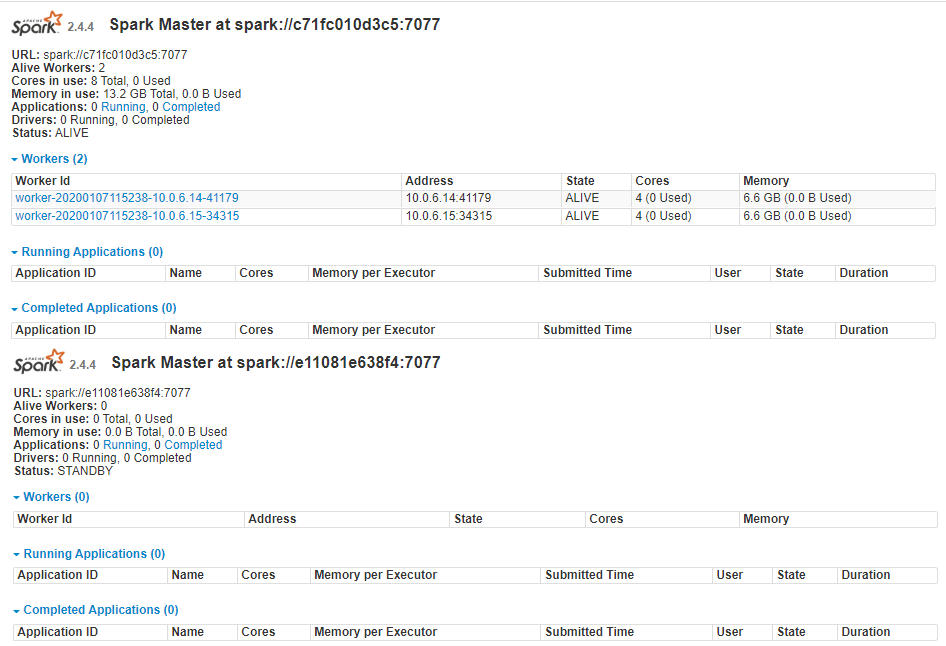 APACHE Spark 2.4.4 Spark Master at spark://c71fc010d3c5:7077
URL: spark://c71fc010d3c5:7077
Alive Workers: 2
Cores in use: 8 Total, 0 Used
Memory in use: 13.2 GB Total, 0.0 B Used
Applications: 0 Running, 0 Completed
Drivers: 0 Running, 0 Completed
Status: ALIVE
Workers (2)
Worker Id Address State Cores Memory
worker-20200107115238-10.0.6.14-41179 10.0.6.14:41179 ALIVE 4 (0 Used) 6.6 GB (0.0 B Used)
worker-20200107115238-10.0.6.15-34315 10.0.6.15:34315 ALIVE 4 (0 Used) 6.6 GB (0.0 B Used)
Running Applications (0)
Application ID Name Cores Memory per Executor Submitted Time User State Duration
Completed Applications (0)
Application ID Name Cores Memory per Executor Submitted Time User State Duration
APACHE Spark 2.4.4 Spark Master at spark://e11081e638f4:7077
URL: spark://e11081e638f4:7077
Alive Workers: 0
Cores in use: 0 Total, 0 Used
Memory in use: 0.0 B Total, 0.0 B Used
Applications: 0 Running, 0 Completed
Drivers: 0 Running, 0 Completed
Status: STANDBY
Workers (0)
Worker Id Address State Cores Memory
Running Applications (0)
Application ID Name Cores Memory per Executor Submitted Time User State Duration
Completed Applications (0)
Application ID Name Cores Memory per Executor Submitted Time User State Duration